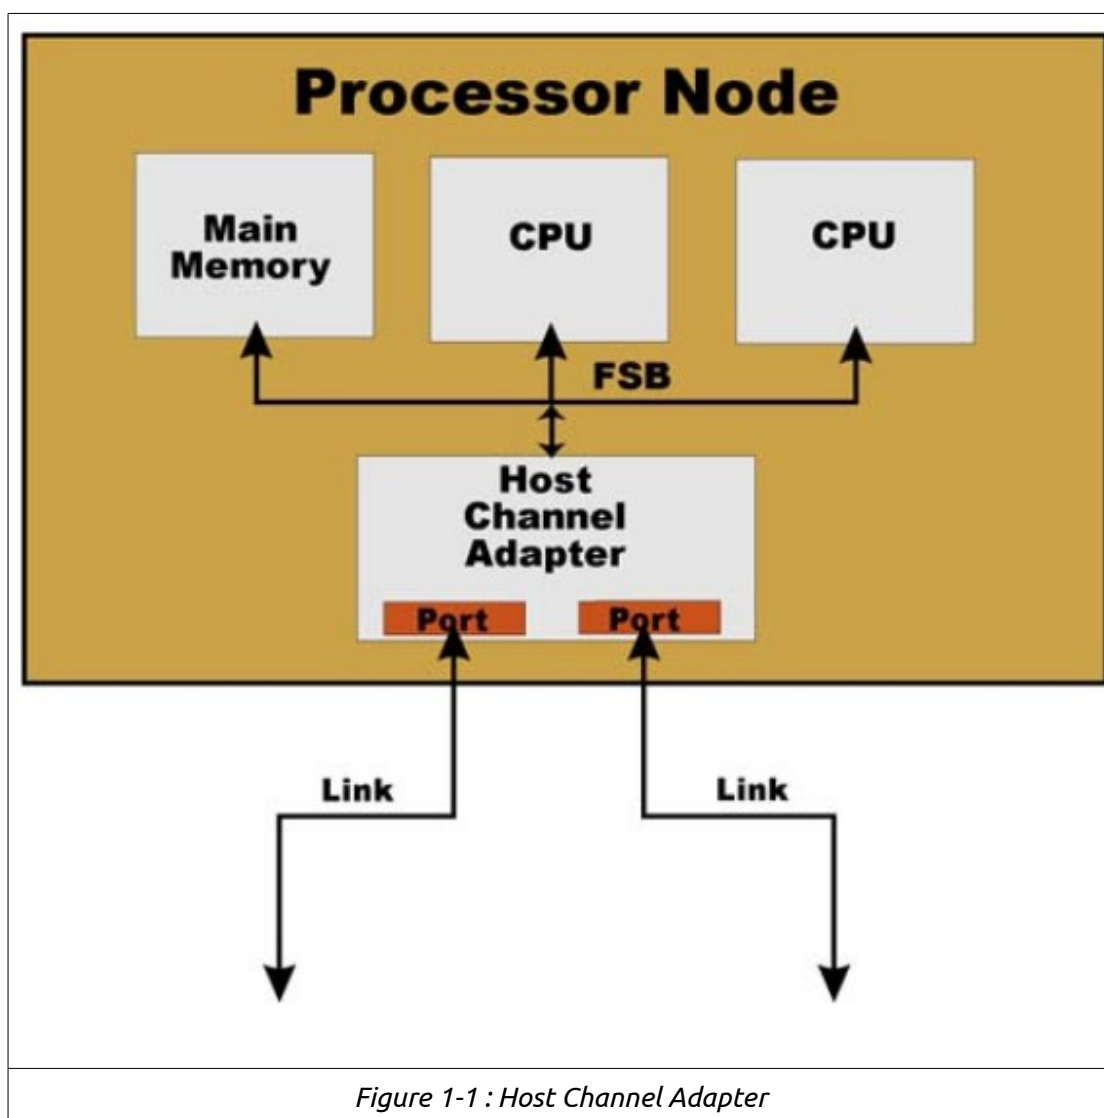 Processor Node
Main
Memory
CPU
CPU
FSB
Host
Channel
Adapter
Port
Port
Link
Link
Figure 1-1 : Host Channel Adapter